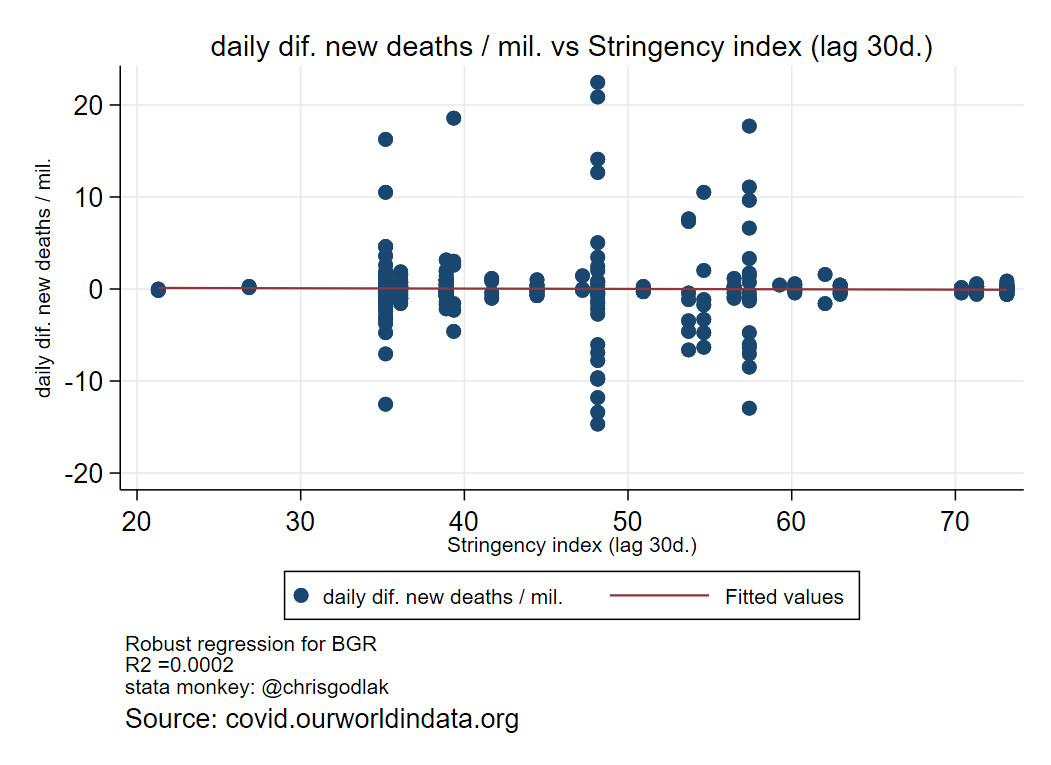 daily dif. new deaths / mil. vs Stringency index (lag 30d.)
daily dif. new deaths / mil.
20
10
0
-10
-20
20 30 40 50 60 70
Stringency index (lag 30d.)
daily dif. new deaths / mil. Fitted values
Robust regression for BGR
R2 =0.0002
stata monkey: @chrisgodlak
Source: covid.ourworldindata.org